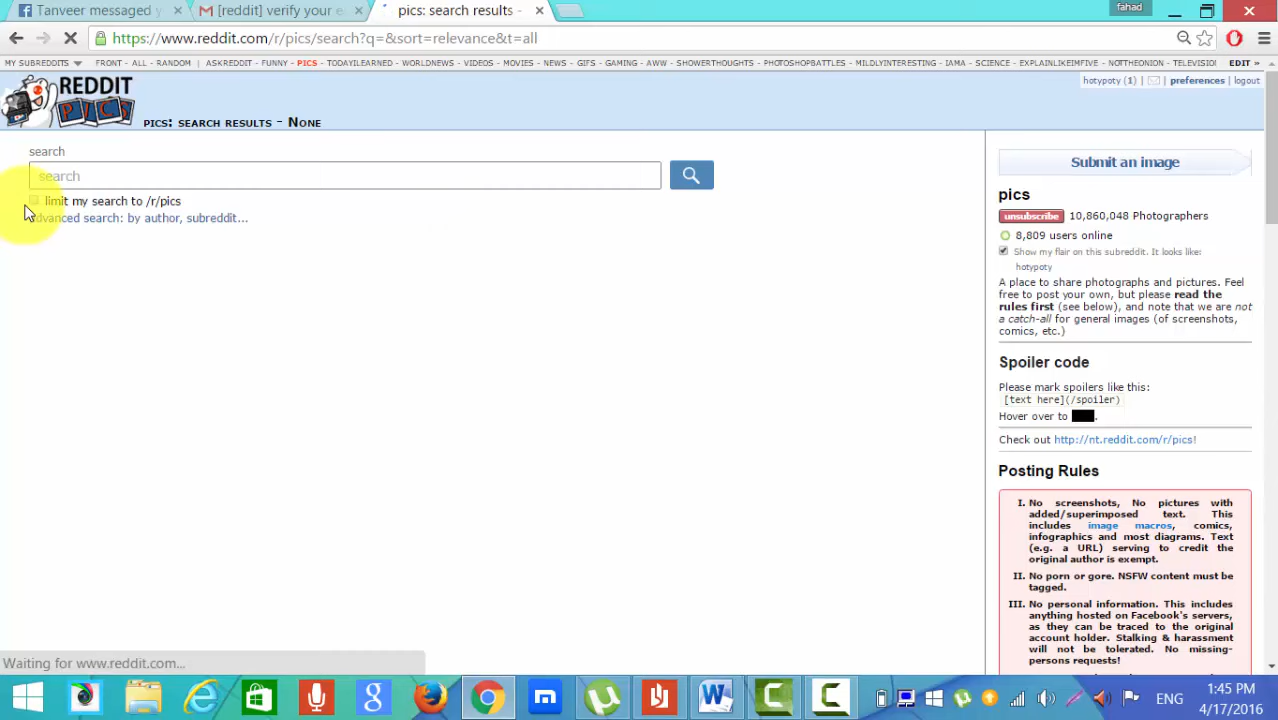 Tanveer messaged y
[reddit] verify your e
pics: search results -
fahad
https://www.reddit.com/r/pics/search?q=&sort=relevance&t=all
MY SUBREDDITS FRONT - ALL - RANDOM | ASKREDDIT - FUNNY - PICS - TODAYILEARNED - WORLDNEWS - VIDEOS - MOVIES - NEWS - GIFS - GAMING - AWW - SHOWERTHOUGHTS - PHOTOSHOPBATTLES - MILDLYINTERESTING - IAMA - SCIENCE - EXPLAINLIKEIMFIVE - NOTTHEONION - TELEVISION EDIT »
hotypoty (1) | preferences | logout
REDDIT
PICS
PICS: SEARCH RESULTS - NONE
search
search
limit my search to /r/pics
advanced search: by author, subreddit...
Submit an image
pics
unsubscribe 10,860,048 Photographers
8,809 users online
Show my flair on this subreddit. It looks like:
hotypoty
A place to share photographs and pictures. Feel
free to post your own, but please read the
rules first (see below), and note that we are not
a catch-all for general images (of screenshots,
comics, etc.)
Spoiler code
Please mark spoilers like this:
[text here](/spoiler)
Hover over to
Check out http://nt.reddit.com/r/pics!
Posting Rules
I. No screenshots, No pictures with
added/superimposed text. This
includes image macros, comics,
infographics and most diagrams. Text
(e.g. a URL) serving to credit the
original author is exempt.
II. No porn or gore. NSFW content must be
tagged.
III. No personal information. This includes
anything hosted on Facebook's servers,
as they can be traced to the original
account holder. Stalking & harassment
will not be tolerated. No missing-
persons requests!
Waiting for www.reddit.com...
ENG
1:45 PM
4/17/2016